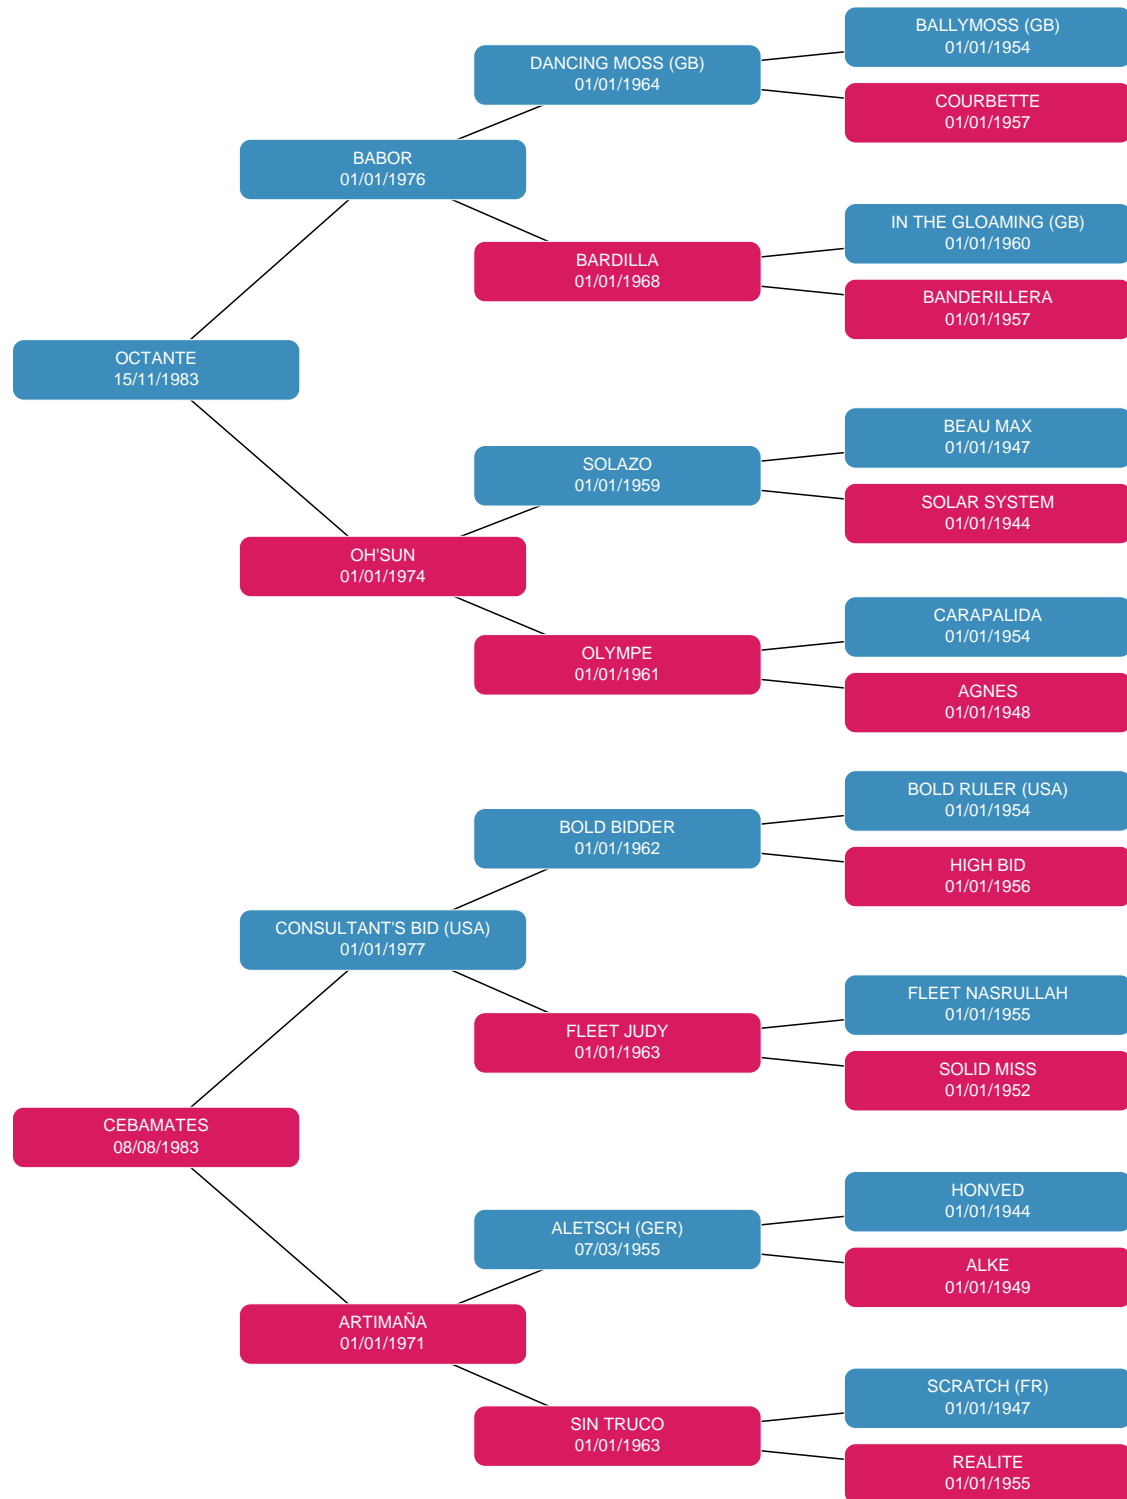 BALLYMOSS (GB)
01/01/1954
DANCING MOSS (GB)
01/01/1964
COURBETTE
01/01/1957
BABOR
01/01/1976
IN THE GLOAMING (GB)
01/01/1960
BARDILLA
01/01/1968
BANDERILLERA
01/01/1957
OCTANTE
15/11/1983
BEAU MAX
01/01/1947
SOLAZO
01/01/1959
SOLAR SYSTEM
01/01/1944
OH'SUN
01/01/1974
CARAPALIDA
01/01/1954
OLYMPE
01/01/1961
AGNES
01/01/1948
BOLD RULER (USA)
01/01/1954
BOLD BIDDER
01/01/1962
HIGH BID
01/01/1956
CONSULTANT'S BID (USA)
01/01/1977
FLEET NASRULLAH
01/01/1955
FLEET JUDY
01/01/1963
SOLID MISS
01/01/1952
CEBAMATES
08/08/1983
HONVED
01/01/1944
ALETSCH (GER)
07/03/1955
ALKE
01/01/1949
ARTIMAÑA
01/01/1971
SCRATCH (FR)
01/01/1947
SIN TRUCO
01/01/1963
REALITE
01/01/1955